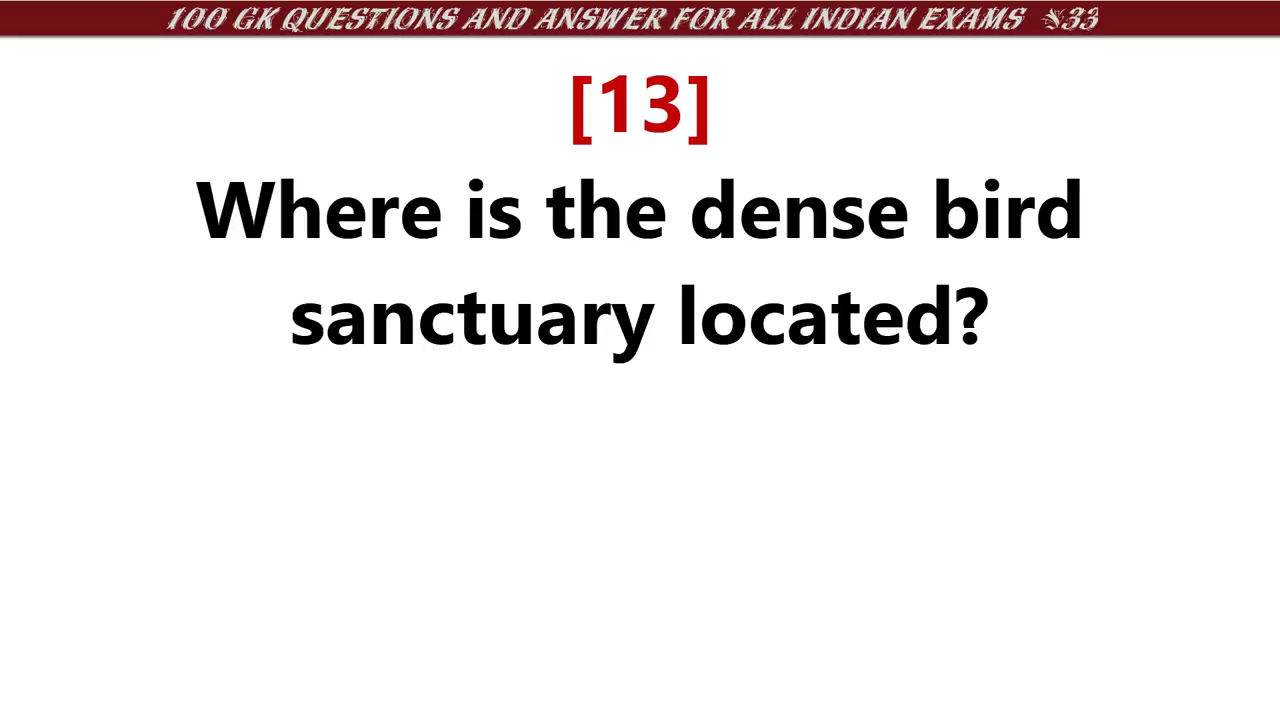 100 GK QUESTIONS AND ANSWER FOR ALL INDIAN EXAMS
[13]
Where is the dense bird
sanctuary located?